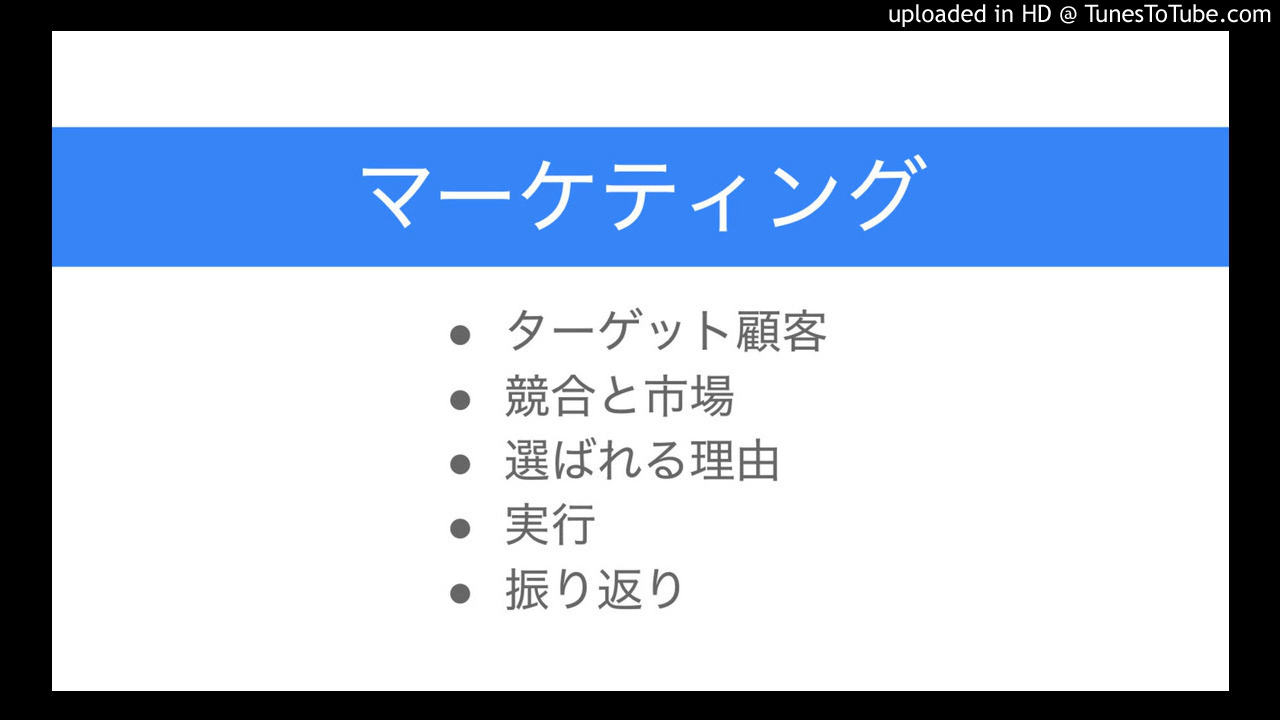 uploaded in HD @ TunesToTube.com
マーケティング
● ターゲット顧客
● 競合と市場
● 選ばれる理由
● 実行
● 振り返り